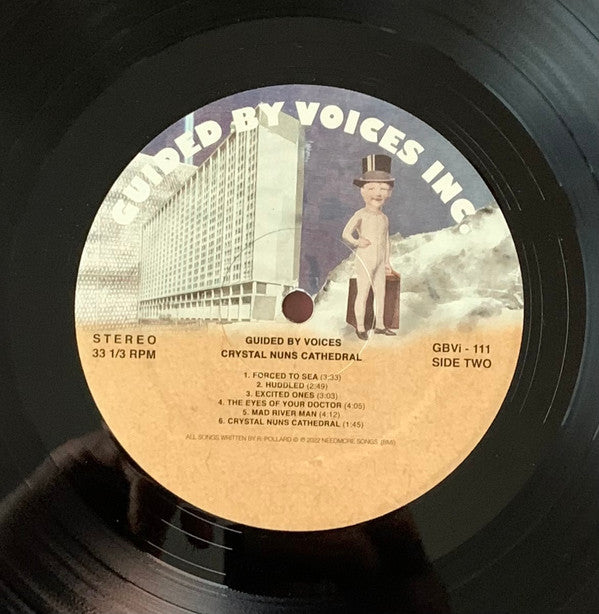 GUIDED BY VOICES INC.
STEREO
33 1/3 RPM
GUIDED BY VOICES
CRYSTAL NUNS CATHEDRAL
GBVi - 111
SIDE TWO
1. FORCED TO SEA (3:33)
2. HUDDLED (2:49)
3. EXCITED ONES (3:03)
4. THE EYES OF YOUR DOCTOR (4:05)
5. MAD RIVER MAN (4:12)
6. CRYSTAL NUNS CATHEDRAL (1:45)
ALL SONGS WRITTEN BY R. POLLARD © ℗ 2022 NEEDMORE SONGS (BMI)